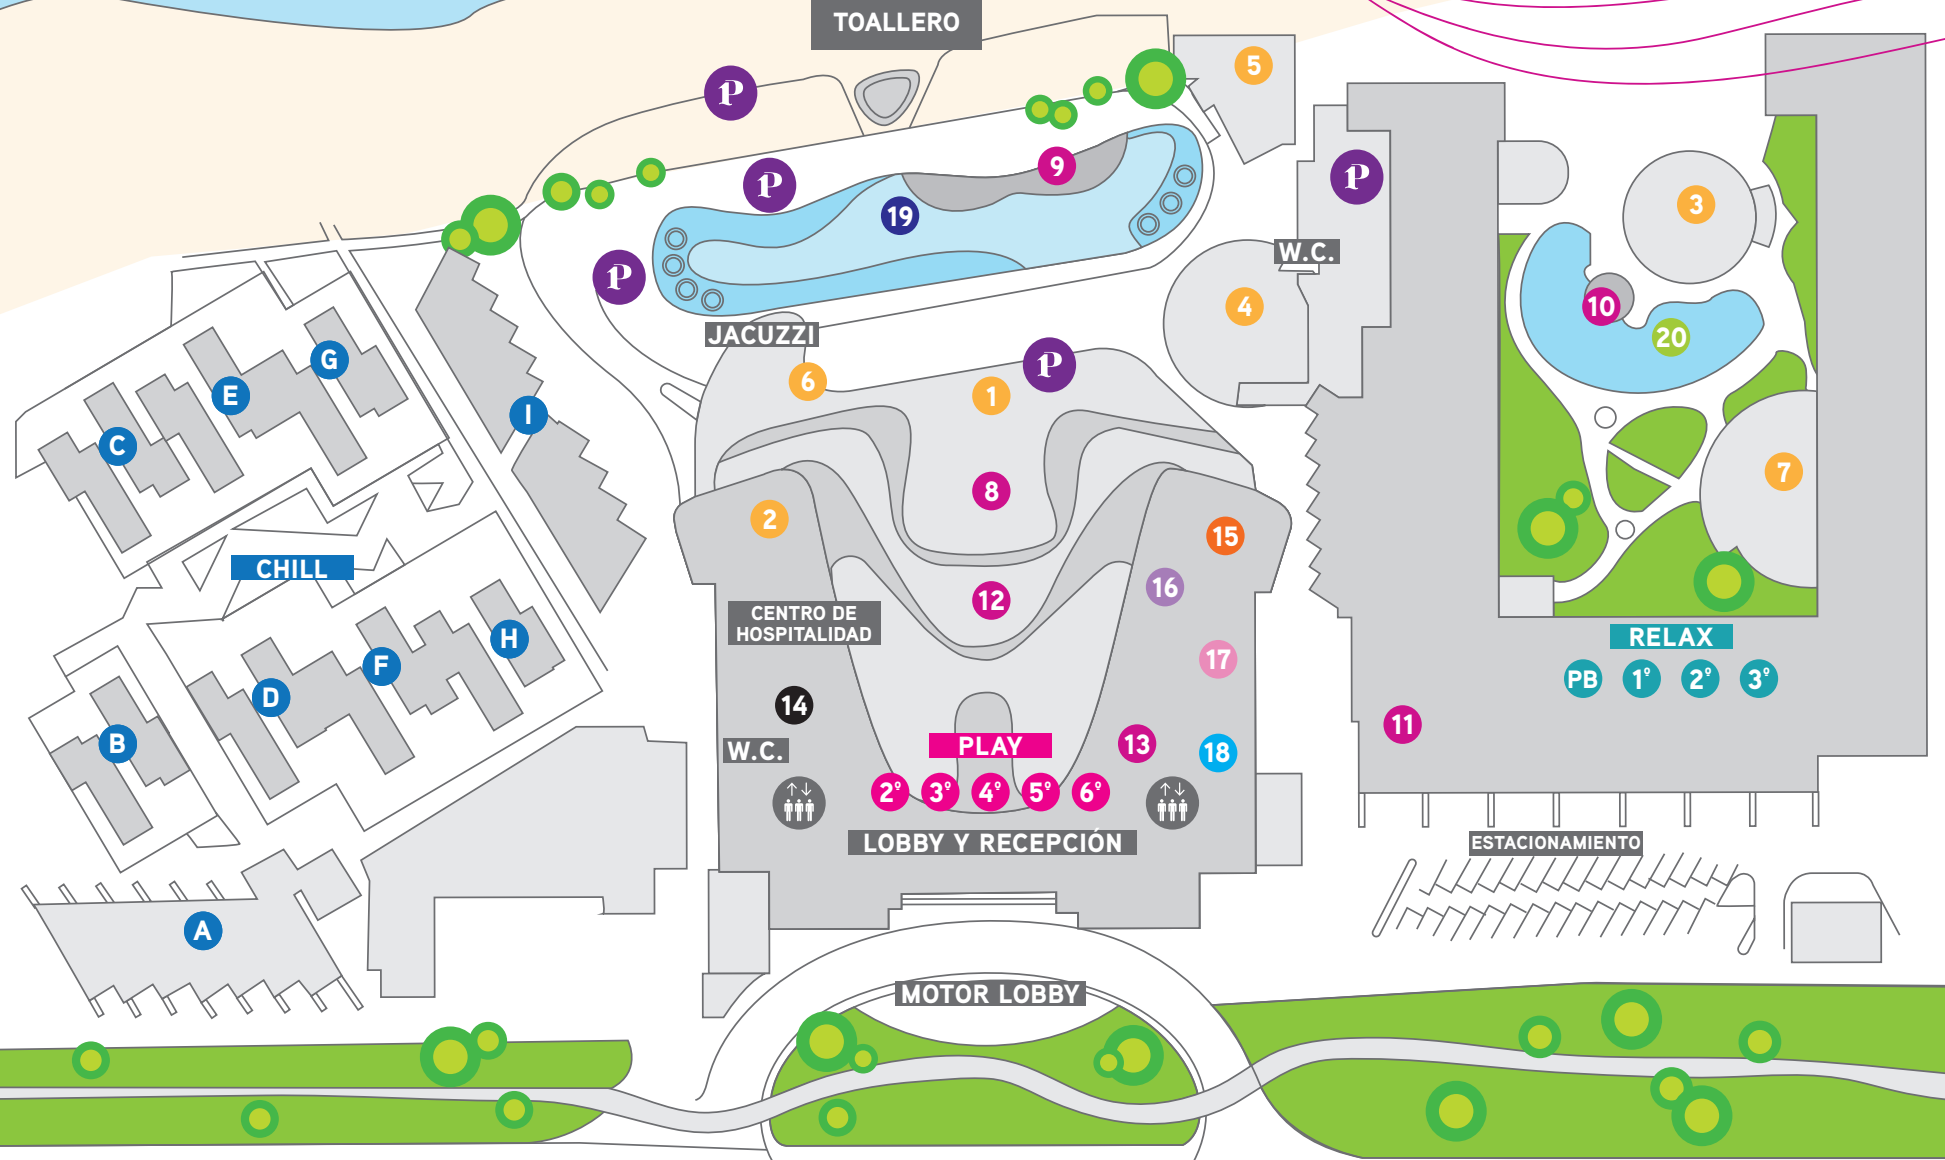 TOALLERO
5
P
9
P
P
3
19
W.C.
P
4
10
JACUZZI
20
G
6
1
P
E
I
C
7
8
2
15
CHILL
16
12
CENTRO DE
HOSPITALIDAD
H
RELAX
F
17
PB 1º 2º 3º
D
14
11
B
W.C.
PLAY
13
18
2º 3º 4º 5º 6º
LOBBY Y RECEPCIÓN
ESTACIONAMIENTO
A
MOTOR LOBBY